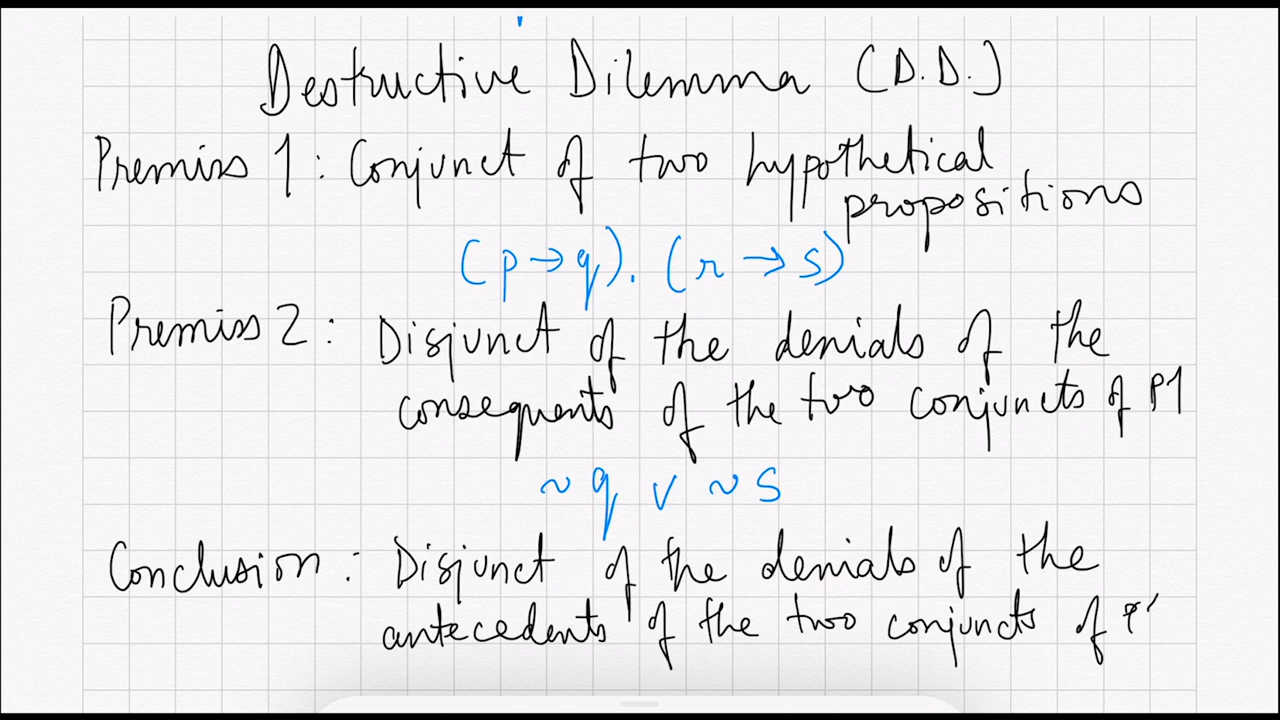 Destructive Dilemma (D.D.)
Premiss 1: Conjunct of two hypothetical
propositions
(p → q). (r → s)
Premiss 2: Disjunct of the denials of the
consequents of the two conjuncts of P1
~ q v ~ s
Conclusion: Disjunct of the denials of the
antecedents of the two conjuncts of